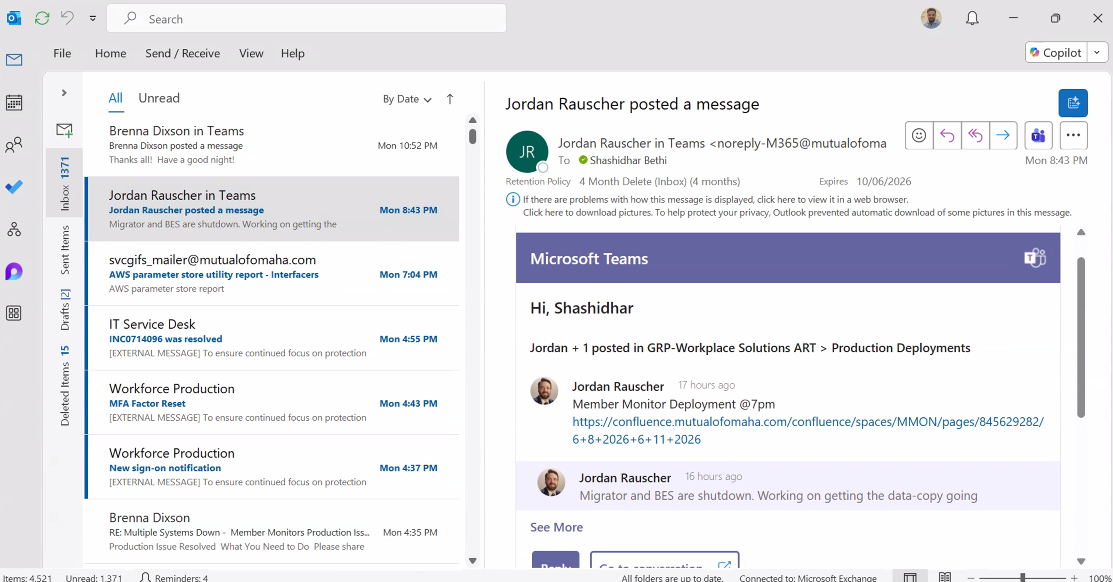 Search
File Home Send / Receive View Help
Copilot
All Unread
By Date
Inbox 1371
Sent Items
Drafts [2]
Deleted Items 15
Brenna Dixson in Teams
Brenna Dixson posted a message Mon 10:52 PM
Thanks all! Have a good night!
Jordan Rauscher in Teams
Jordan Rauscher posted a message Mon 8:43 PM
Migrator and BES are shutdown. Working on getting the
svcgifs_mailer@mutualofomaha.com
AWS parameter store utility report - Interfacers Mon 7:04 PM
AWS parameter store report
IT Service Desk
INC0714096 was resolved Mon 4:55 PM
[EXTERNAL MESSAGE] To ensure continued focus on protection
Workforce Production
MFA Factor Reset Mon 4:43 PM
[EXTERNAL MESSAGE] To ensure continued focus on protection
Workforce Production
New sign-on notification Mon 4:37 PM
[EXTERNAL MESSAGE] To ensure continued focus on protection
Brenna Dixson
RE: Multiple Systems Down - Member Monitors Production Iss... Mon 4:35 PM
Production Issue Resolved What You Need to Do Please share
Jordan Rauscher posted a message
JR
Jordan Rauscher in Teams <noreply-M365@mutualofoma
To Shashidhar Bethi
Mon 8:43 PM
Retention Policy 4 Month Delete (Inbox) (4 months) Expires 10/06/2026
If there are problems with how this message is displayed, click here to view it in a web browser.
Click here to download pictures. To help protect your privacy, Outlook prevented automatic download of some pictures in this message.
Microsoft Teams
Hi, Shashidhar
Jordan + 1 posted in GRP-Workplace Solutions ART > Production Deployments
Jordan Rauscher 17 hours ago
Member Monitor Deployment @7pm
https://confluence.mutualofomaha.com/confluence/spaces/MMON/pages/845629282/
6+8+2026+6+11+2026
Jordan Rauscher 16 hours ago
Migrator and BES are shutdown. Working on getting the data-copy going
See More
Reply Go to conversation
Items: 4,521 Unread: 1,371 Reminders: 4 All folders are up to date. Connected to: Microsoft Exchange 100%